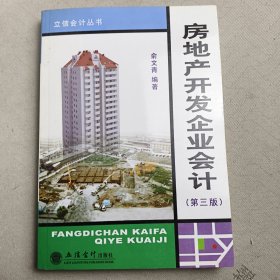 立信会计丛书
房地产开发企业会计
(第三版)
俞文青 编著
FANGDICHAN KAIFA
QIYE KUAIJI
立信会计出版社